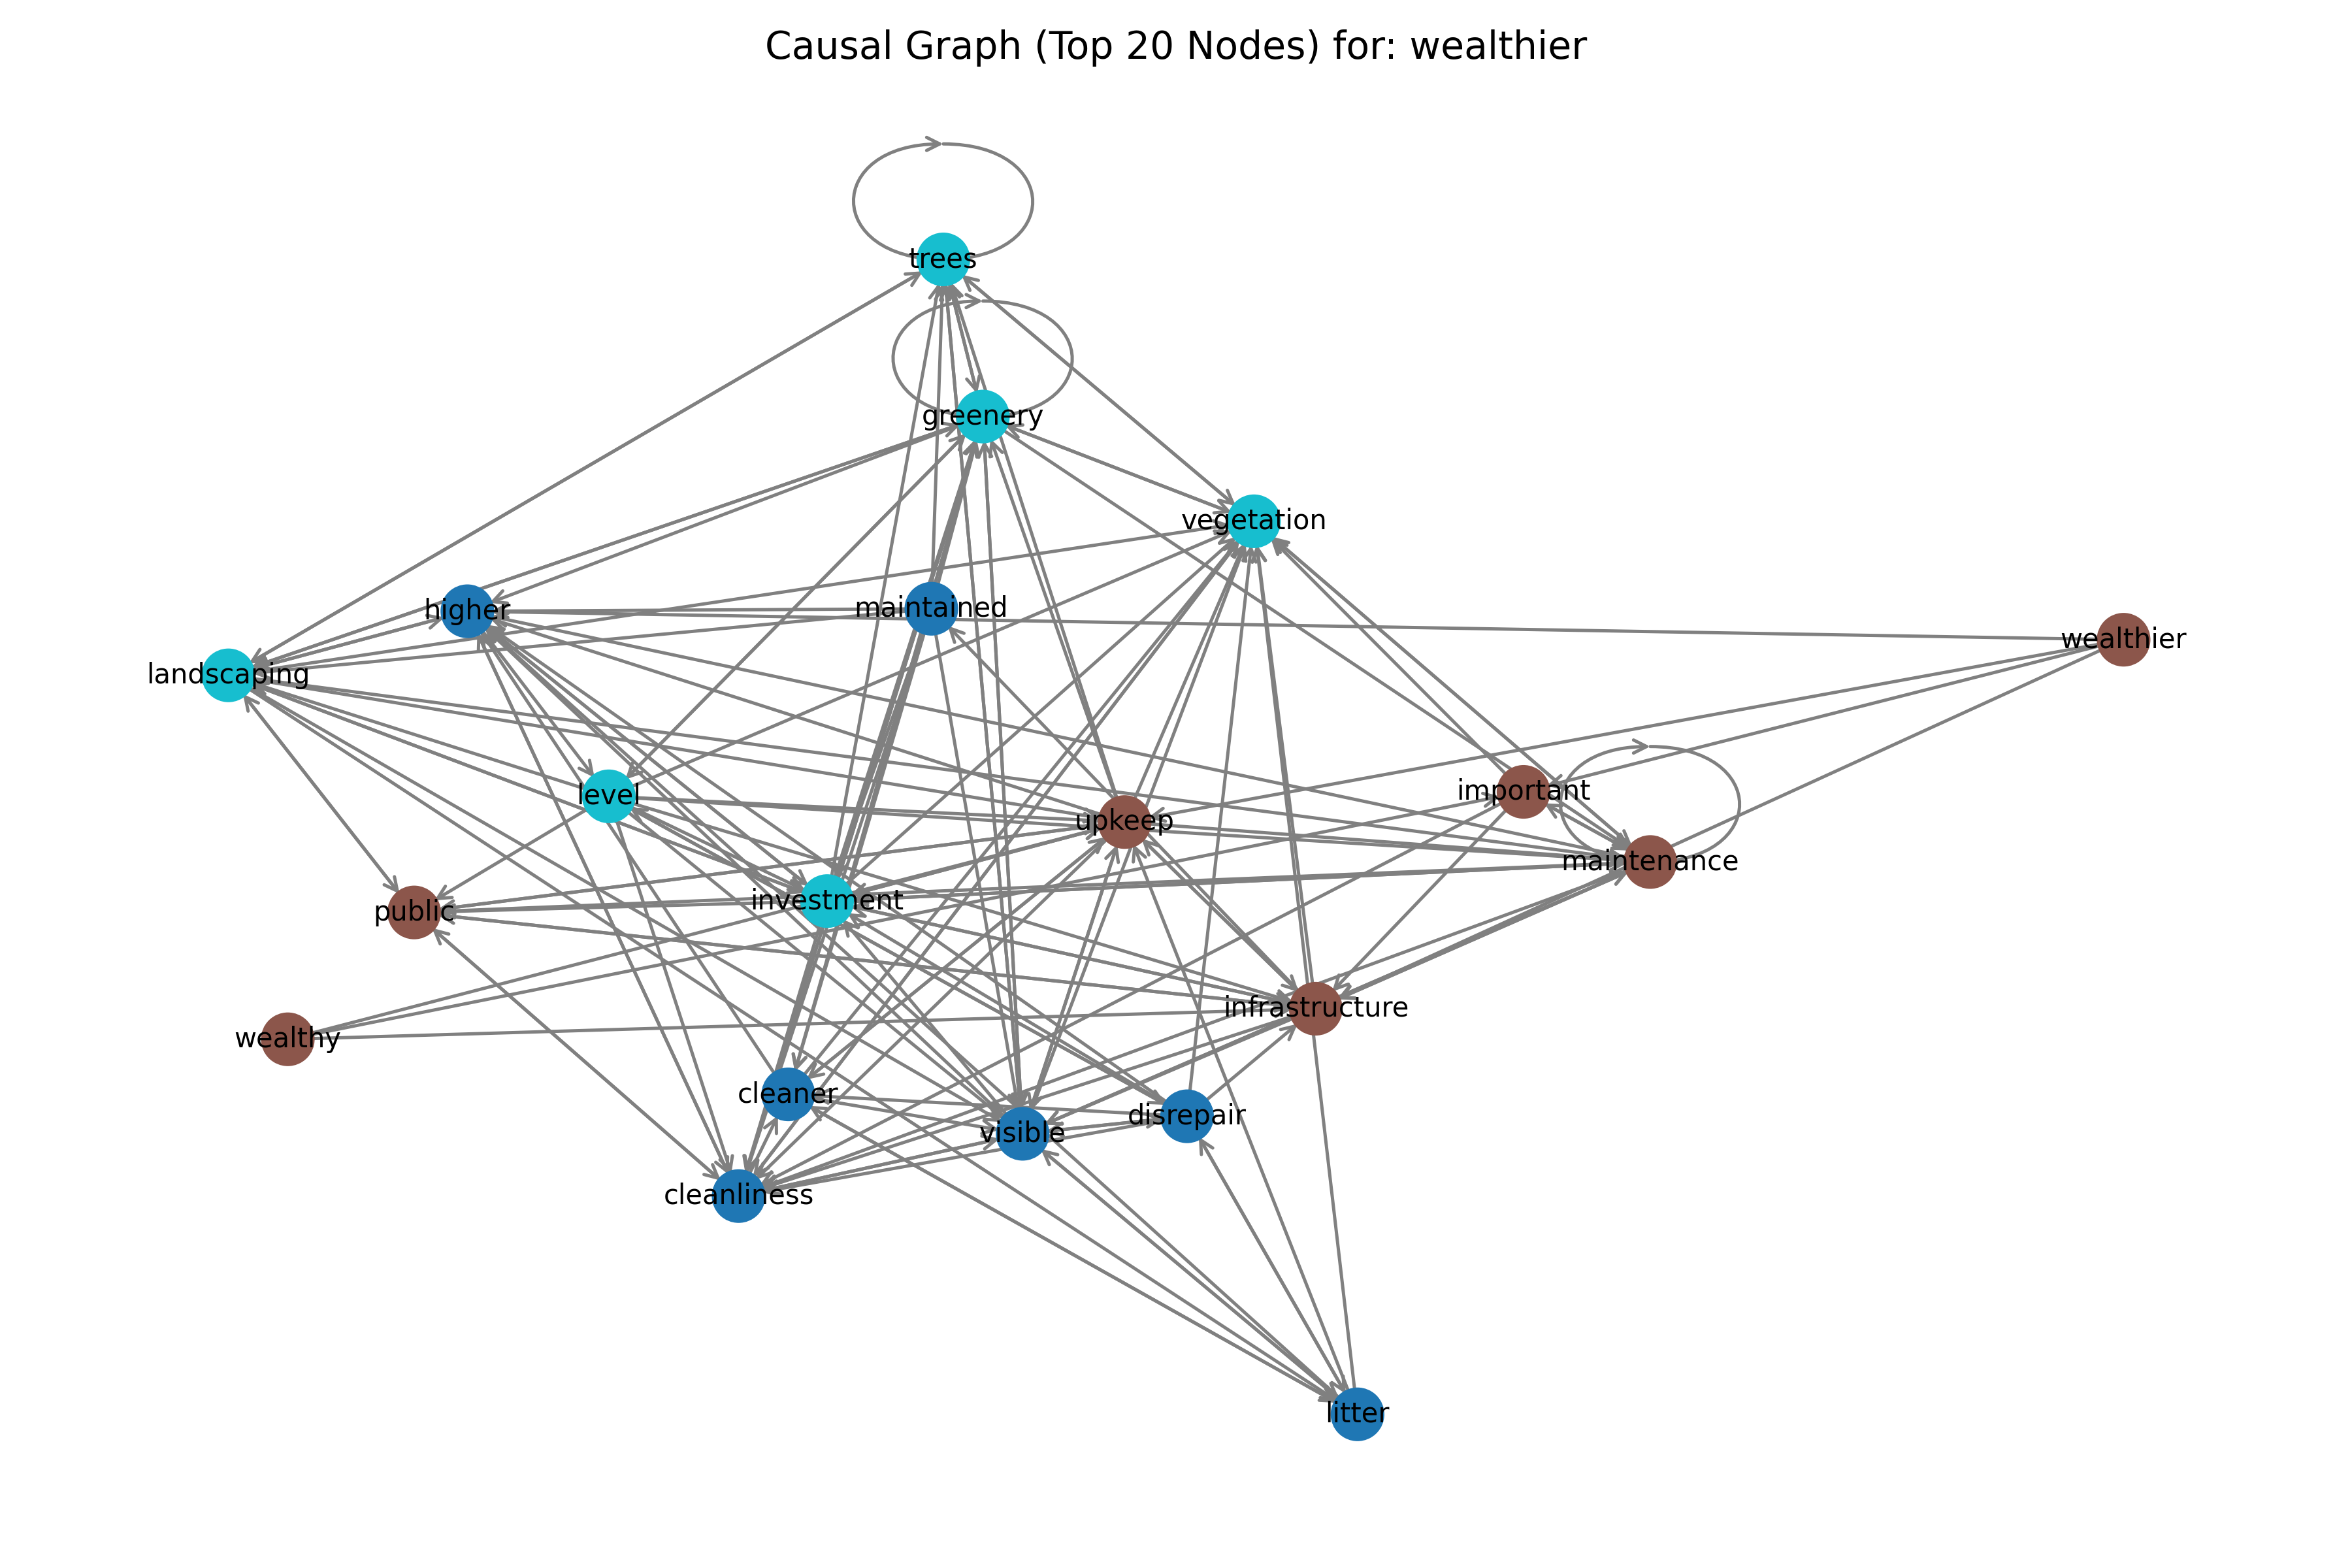 Causal Graph (Top 20 Nodes) for: wealthier
trees
greenery
vegetation
higher
maintained
wealthier
landscaping
level
important
upkeep
maintenance
investment
public
infrastructure
wealthy
cleaner
disrepair
visible
cleanliness
litter